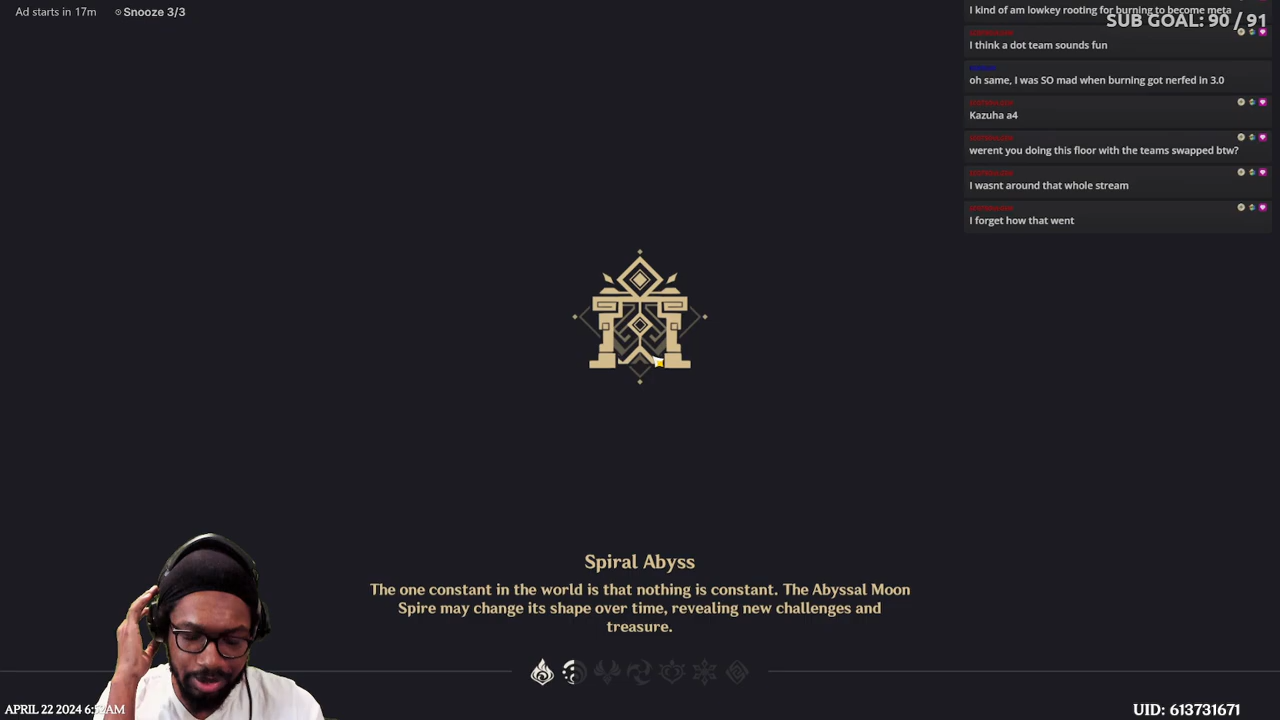 Ad starts in 17m
Snooze 3/3
I kind of am lowkey rooting for burning to become meta
SUB GOAL: 90 / 91
I think a dot team sounds fun
oh same, I was SO mad when burning got nerfed in 3.0
Kazuha a4
werent you doing this floor with the teams swapped btw?
I wasnt around that whole stream
I forget how that went
Spiral Abyss
The one constant in the world is that nothing is constant. The Abyssal Moon
Spire may change its shape over time, revealing new challenges and
treasure.
APRIL 22 2024
UID: 613731671